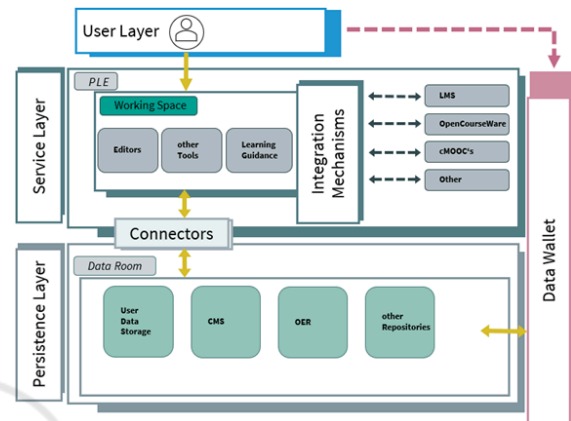 User Layer
Service Layer
PLE
Working Space
Editors
other
Tools
Learning
Guidance
Integration
Mechanisms
LMS
OpenCourseWare
cMOOC's
Other
Connectors
Persistence Layer
Data Room
User
Data
Storage
CMS
OER
other
Repositories
Data Wallet